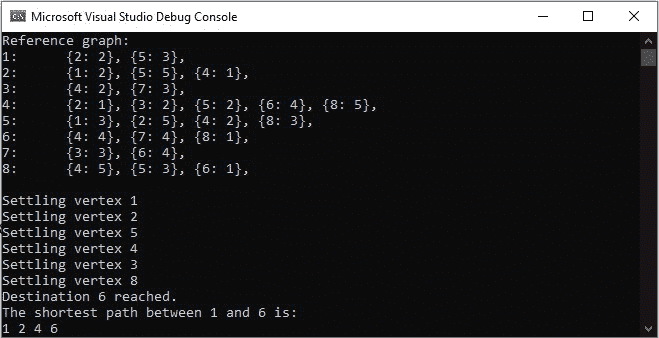 Microsoft Visual Studio Debug Console
Reference graph:
1: {2: 2}, {5: 3},
2: {1: 2}, {5: 5}, {4: 1},
3: {4: 2}, {7: 3},
4: {2: 1}, {3: 2}, {5: 2}, {6: 4}, {8: 5},
5: {1: 3}, {2: 5}, {4: 2}, {8: 3},
6: {4: 4}, {7: 4}, {8: 1},
7: {3: 3}, {6: 4},
8: {4: 5}, {5: 3}, {6: 1},
Settling vertex 1
Settling vertex 2
Settling vertex 5
Settling vertex 4
Settling vertex 3
Settling vertex 8
Destination 6 reached.
The shortest path between 1 and 6 is:
1 2 4 6